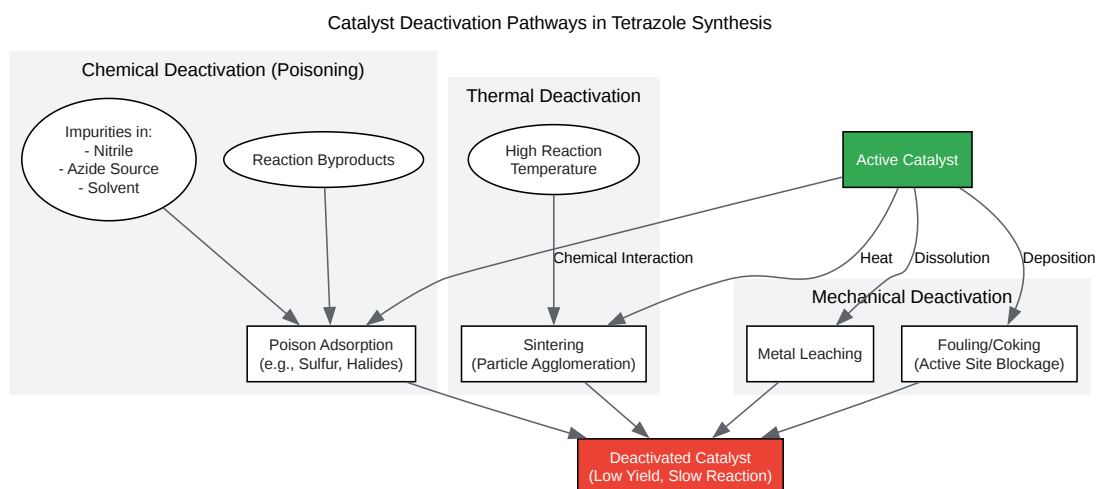 Catalyst Deactivation Pathways in Tetrazole Synthesis
Chemical Deactivation (Poisoning)
Thermal Deactivation
Impurities in:
- Nitrile
- Azide Source
- Solvent
Reaction Byproducts
High Reaction
Temperature
Active Catalyst
Chemical Interaction
Heat
Dissolution
Deposition
Mechanical Deactivation
Poison Adsorption
(e.g., Sulfur, Halides)
Sintering
(Particle Agglomeration)
Metal Leaching
Fouling/Coking
(Active Site Blockage)
Deactivated Catalyst
(Low Yield, Slow Reaction)